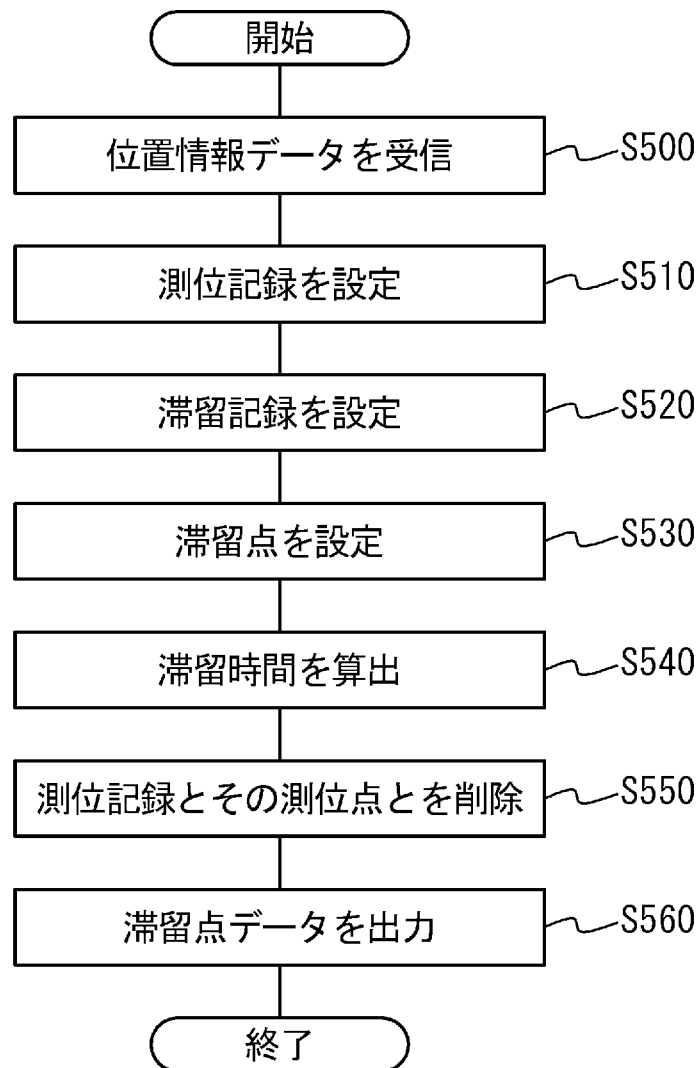 開始
位置情報データを受信 S500
測位記録を設定 S510
滞留記録を設定 S520
滞留点を設定 S530
滞留時間を算出 S540
測位記録とその測位点とを削除 S550
滞留点データを出力 S560
終了